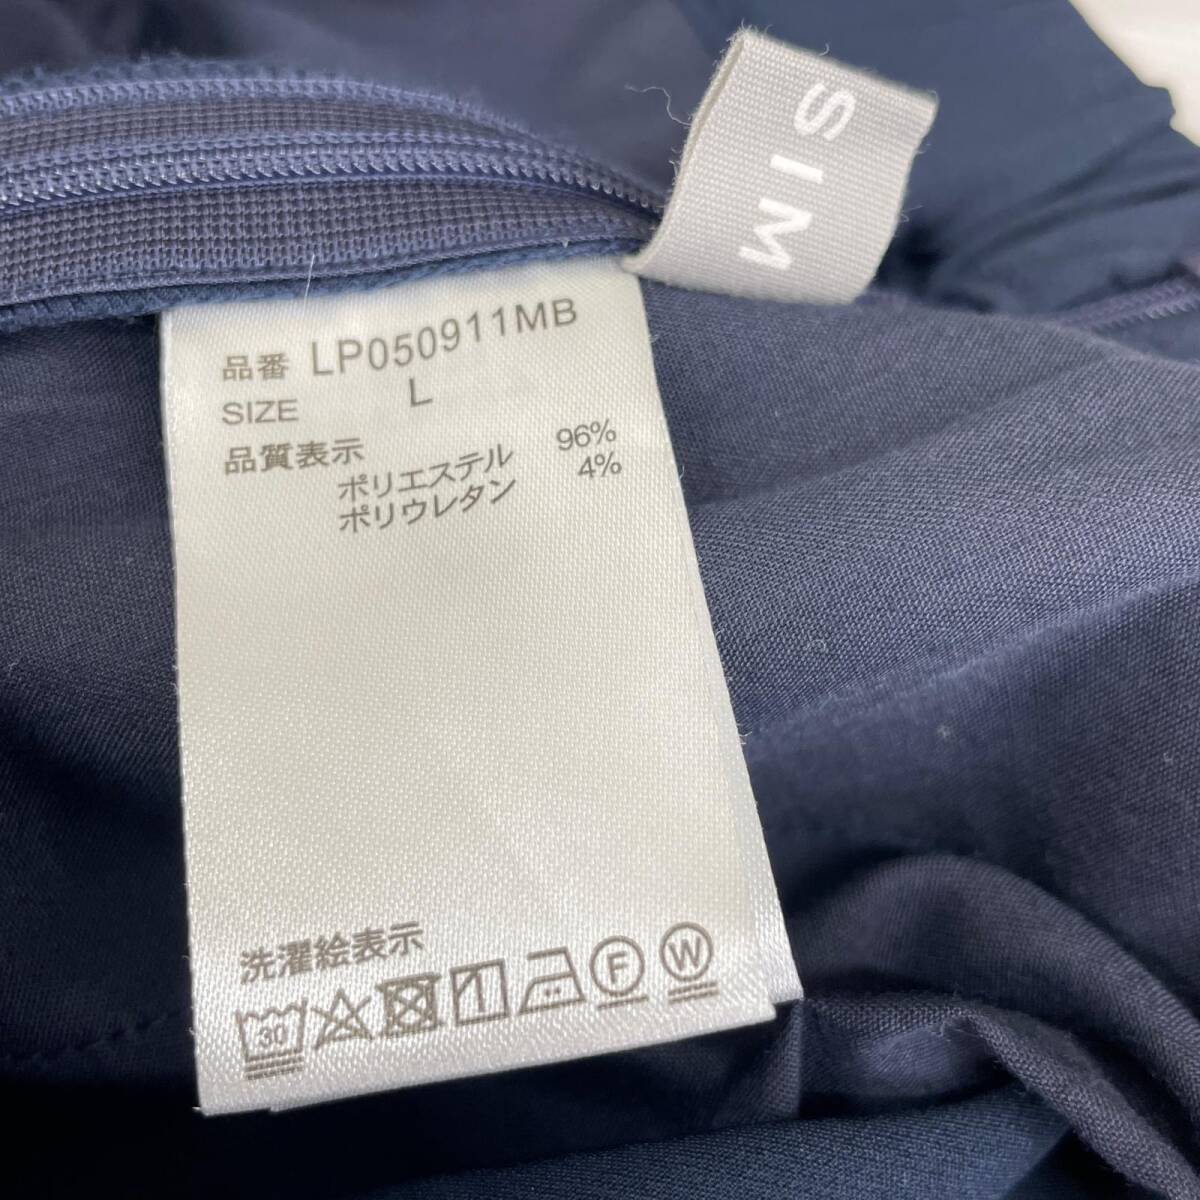 SIM
品番 LP050911MB
SIZE L
品質表示
ポリエステル 96%
ポリウレタン 4%
洗濯絵表示
30 F W